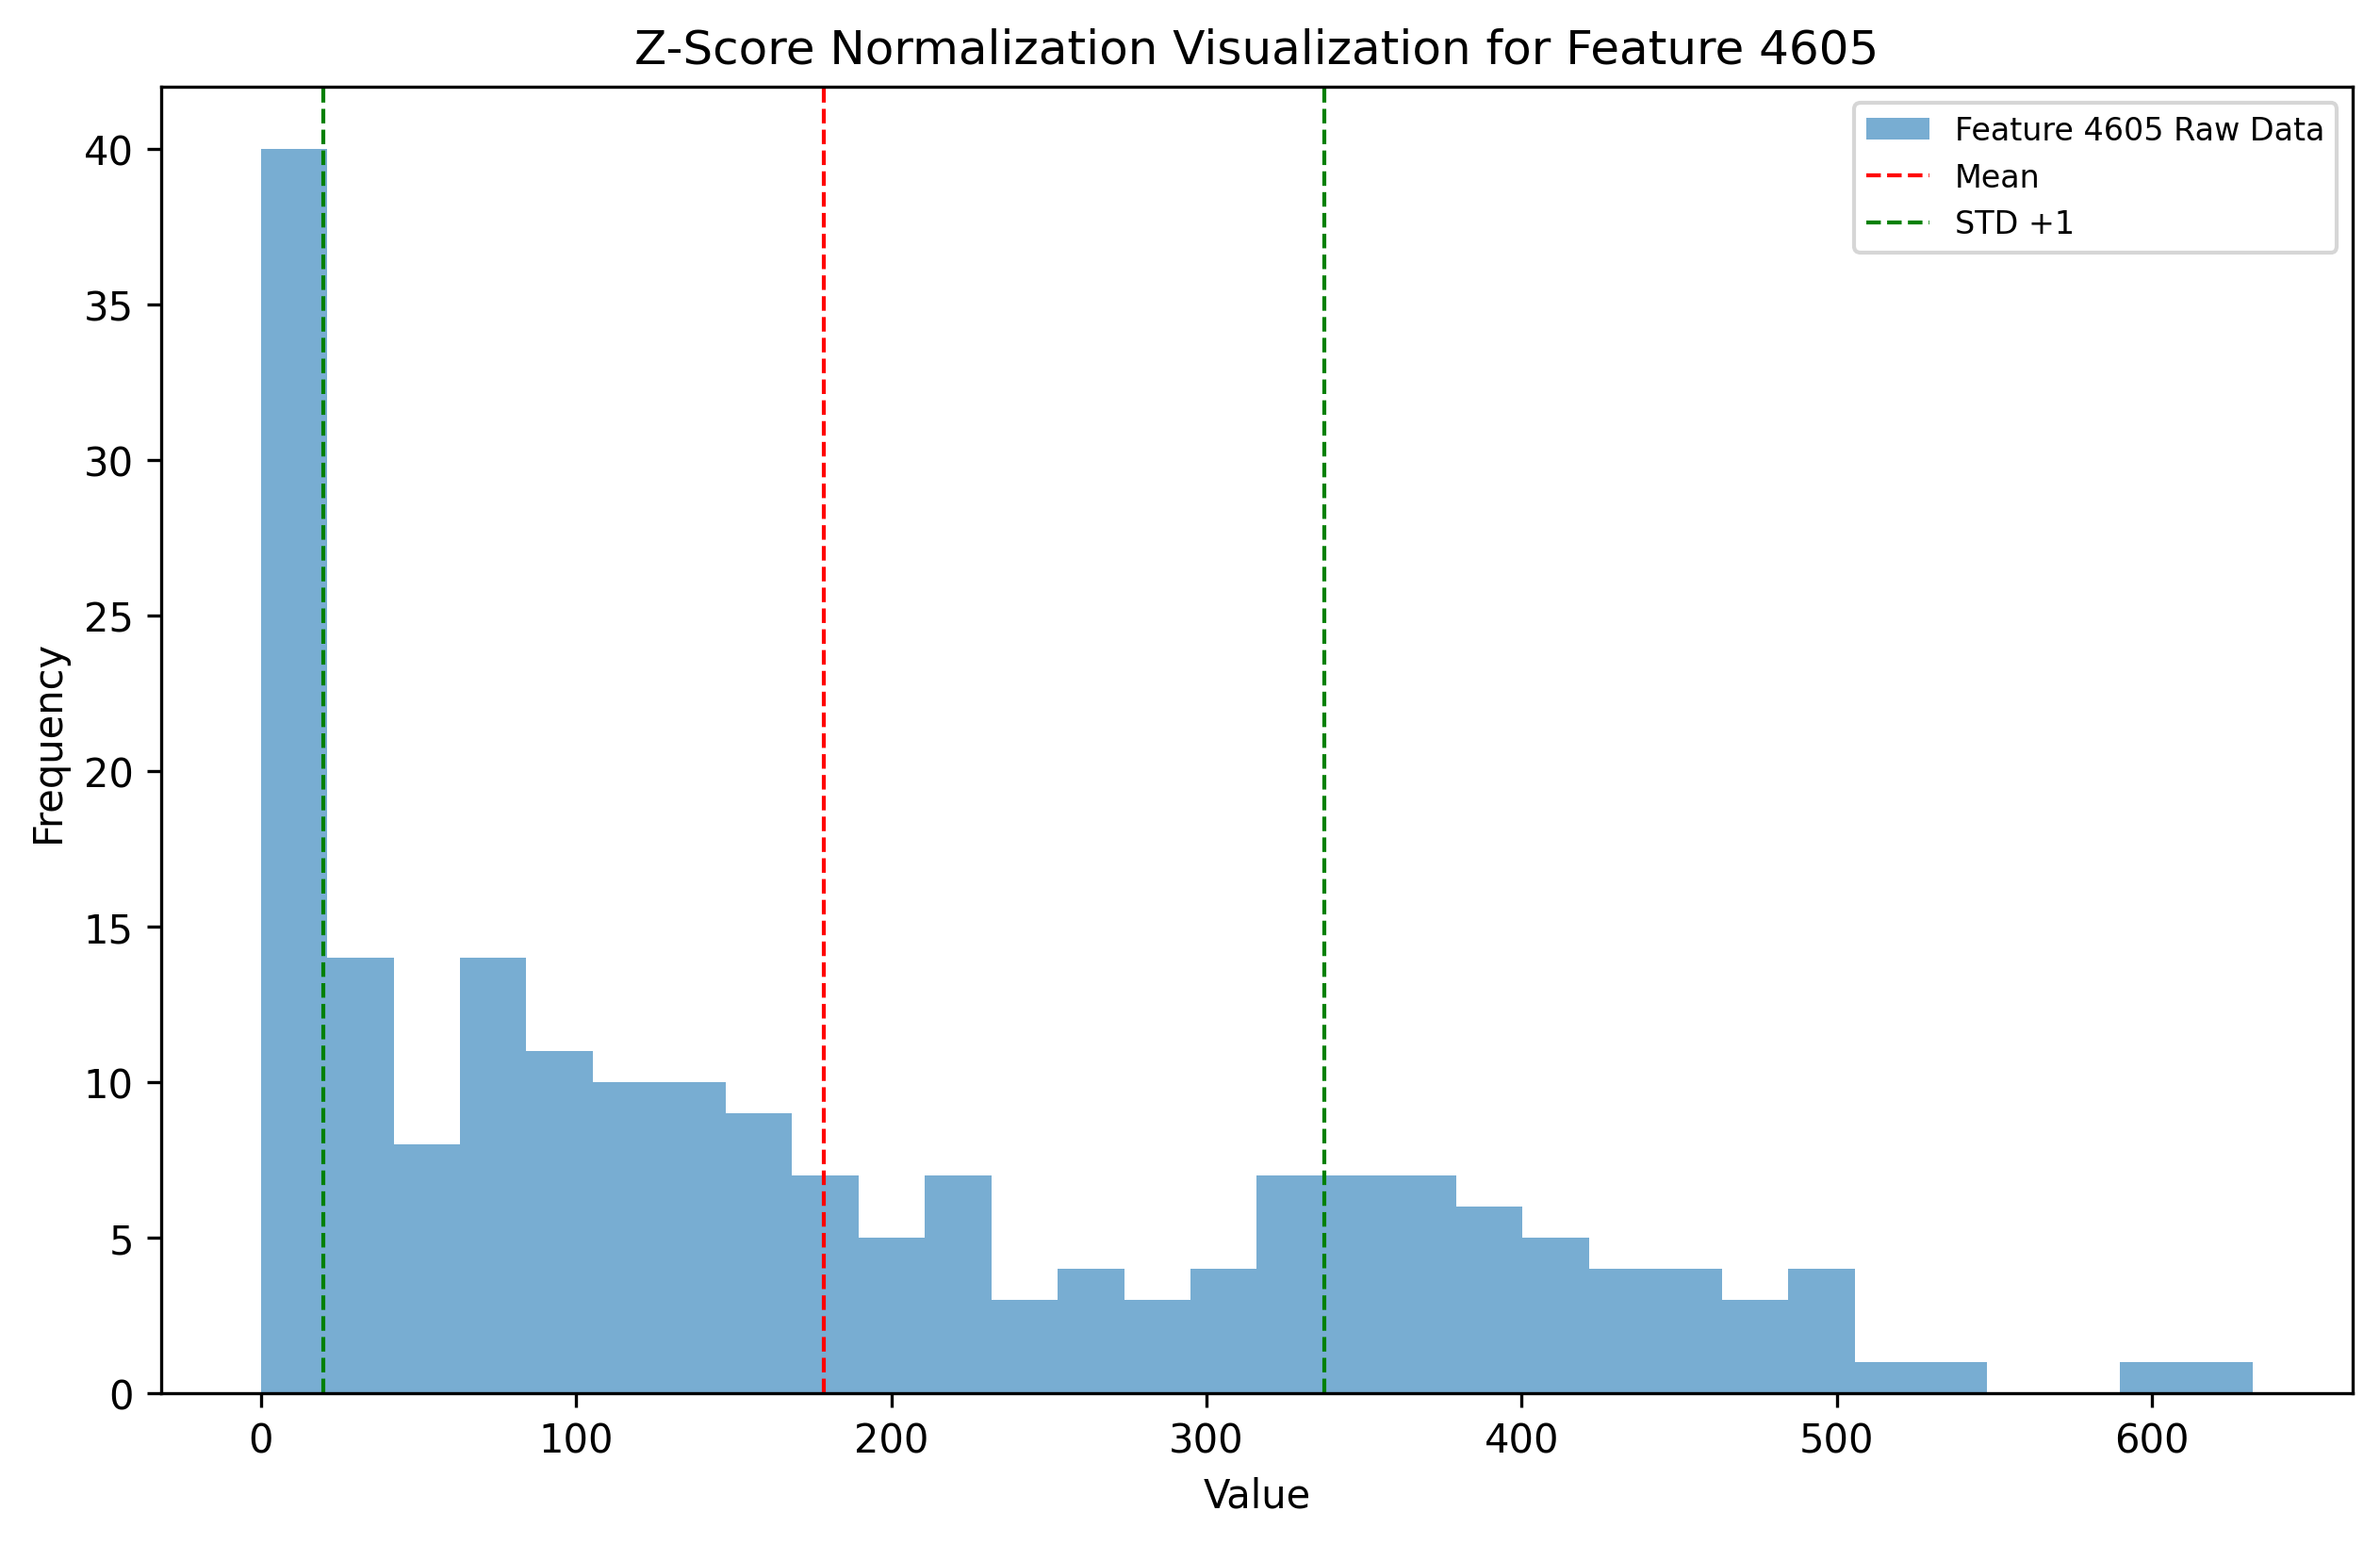 Z-Score Normalization Visualization for Feature 4605
Feature 4605 Raw Data
Mean
STD +1
40
35
30
25
20
15
10
5
0
Frequency
0 100 200 300 400 500 600
Value